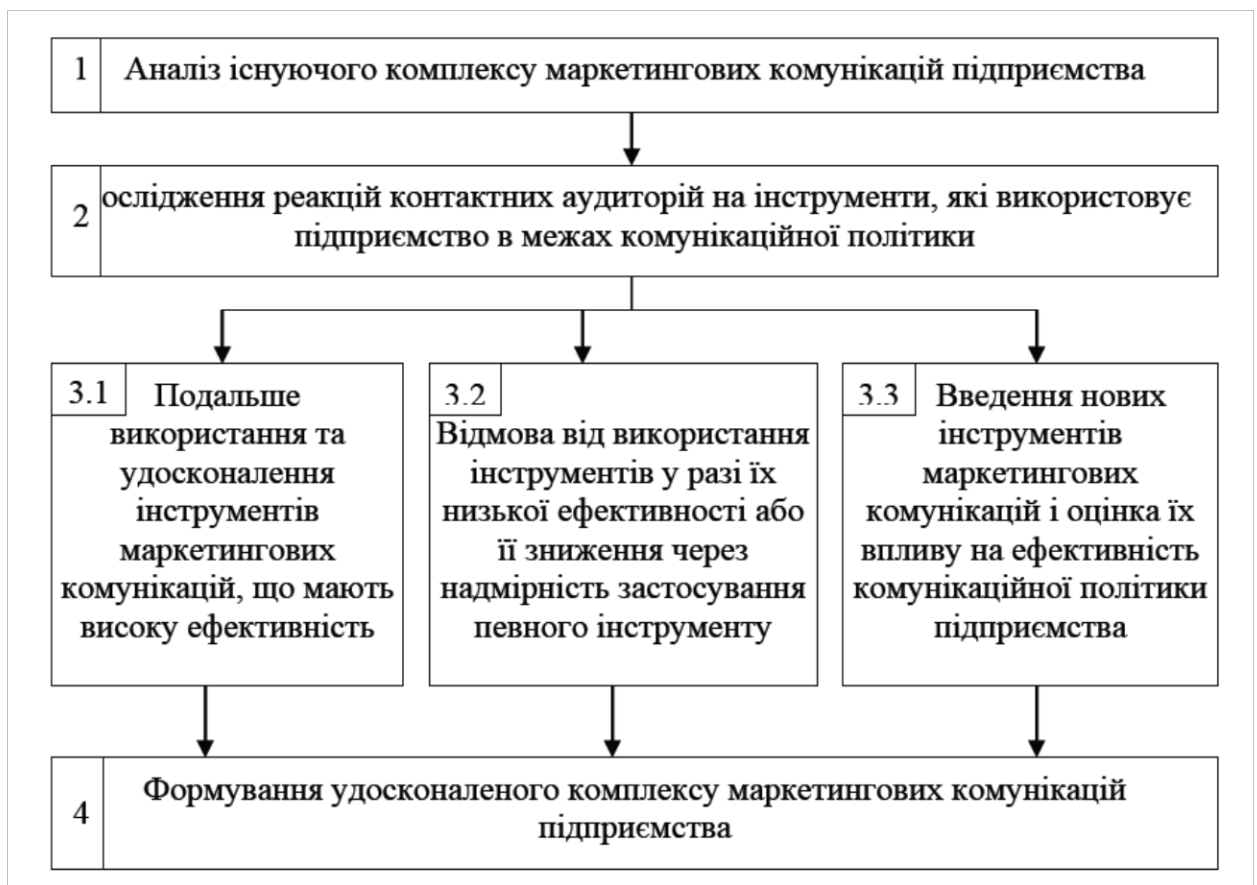 1
Аналіз існуючого комплексу маркетингових комунікацій підприємства
2
ослідження реакцій контактних аудиторій на інструменти, які використовує
підприємство в межах комунікаційної політики
3.1
Подальше
використання та
удосконалення
інструментів
маркетингових
комунікацій, що мають
високу ефективність
3.2
Відмова від використання
інструментів у разі їх
низької ефективності або
її зниження через
надмірність застосування
певного інструменту
3.3
Введення нових
інструментів
маркетингових
комунікацій і оцінка їх
впливу на ефективність
комунікаційної політики
підприємства
4
Формування удосконаленого комплексу маркетингових комунікацій
підприємства